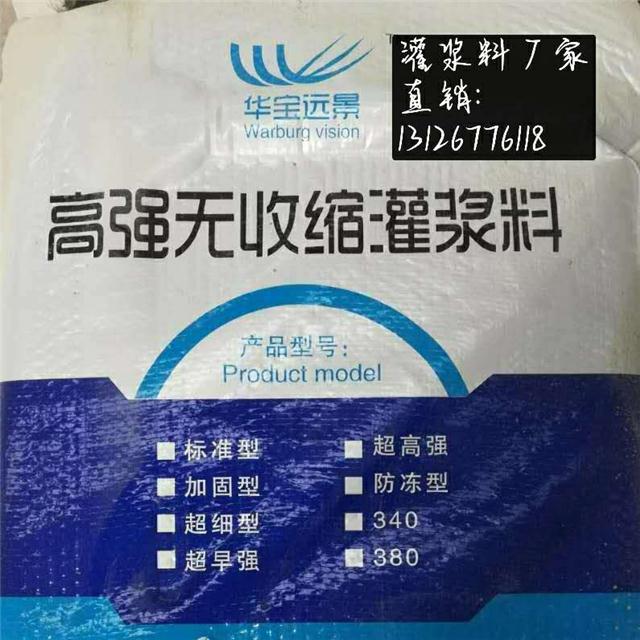 华宝远景
Warburg vision
灌浆料厂家
直销:
13126776118
高强无收缩灌浆料
产品型号:
Product model
标准型
超高强
加固型
防冻型
超细型
340
超早强
380